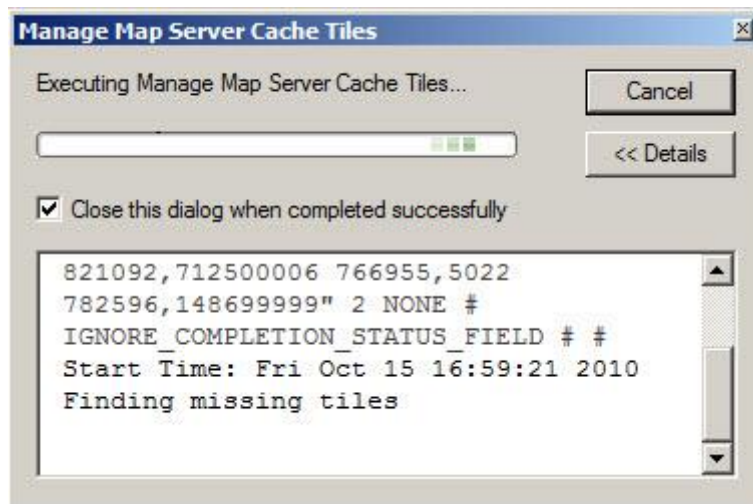 Manage Map Server Cache Tiles
Executing Manage Map Server Cache Tiles...
Cancel
<< Details
Close this dialog when completed successfully
821092,712500006 766955,5022
782596,148699999" 2 NONE #
IGNORE_COMPLETION_STATUS_FIELD # #
Start Time: Fri Oct 15 16:59:21 2010
Finding missing tiles